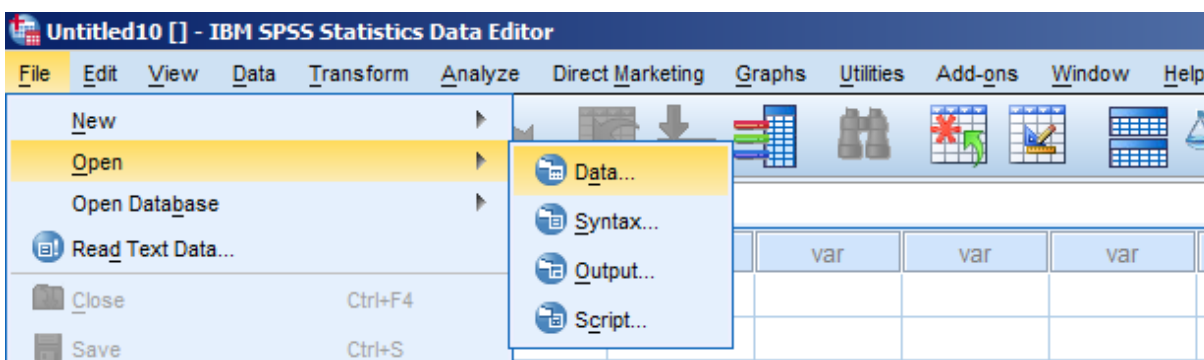 Untitled10 [] - IBM SPSS Statistics Data Editor
File Edit View Data Transform Analyze Direct Marketing Graphs Utilities Add-ons Window Help
New
Open
Data...
Open Database
Syntax...
Read Text Data...
var var var
Output...
Close Ctrl+F4
Script...
Save Ctrl+S